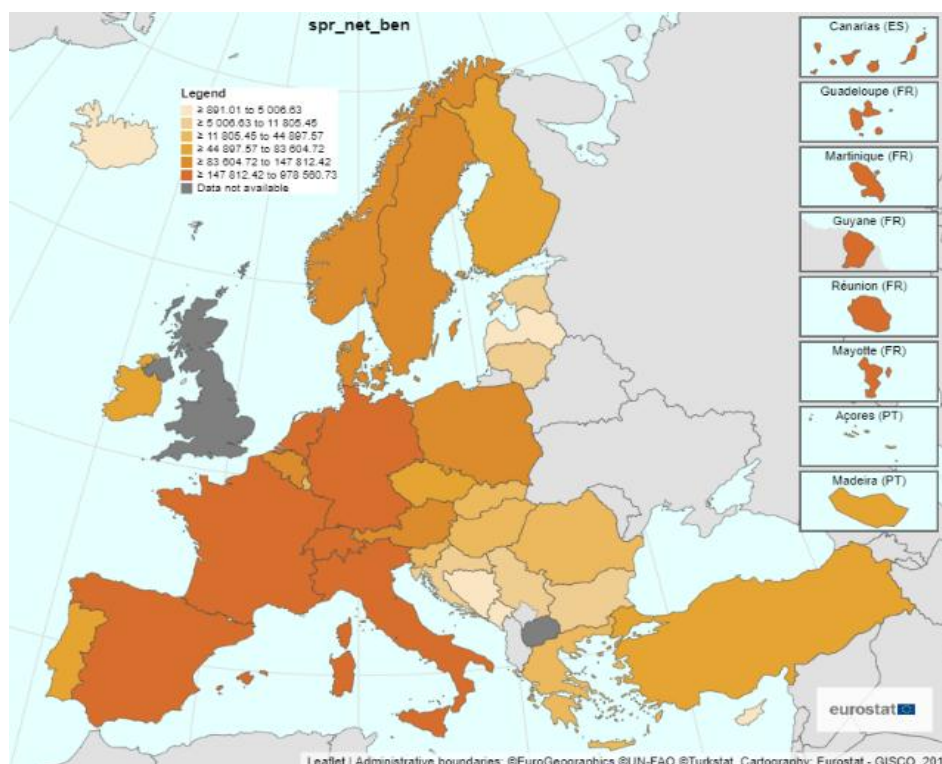 spr_net_ben
Legend
≥ 891.01 to 5 006.63
≥ 5 006.63 to 11 805.45
≥ 11 805.45 to 44 897.57
≥ 44 897.57 to 83 604.72
≥ 83 604.72 to 147 812.42
≥ 147 812.42 to 978 560.73
Data not available
Canarias (ES)
Guadeloupe (FR)
Martinique (FR)
Guyane (FR)
Réunion (FR)
Mayotte (FR)
Açores (PT)
Madeira (PT)
eurostat
Leaflet | Administrative boundaries: ©EuroGeographics ©UN-FAO ©Turkstat, Cartography: Eurostat - GISCO, 201